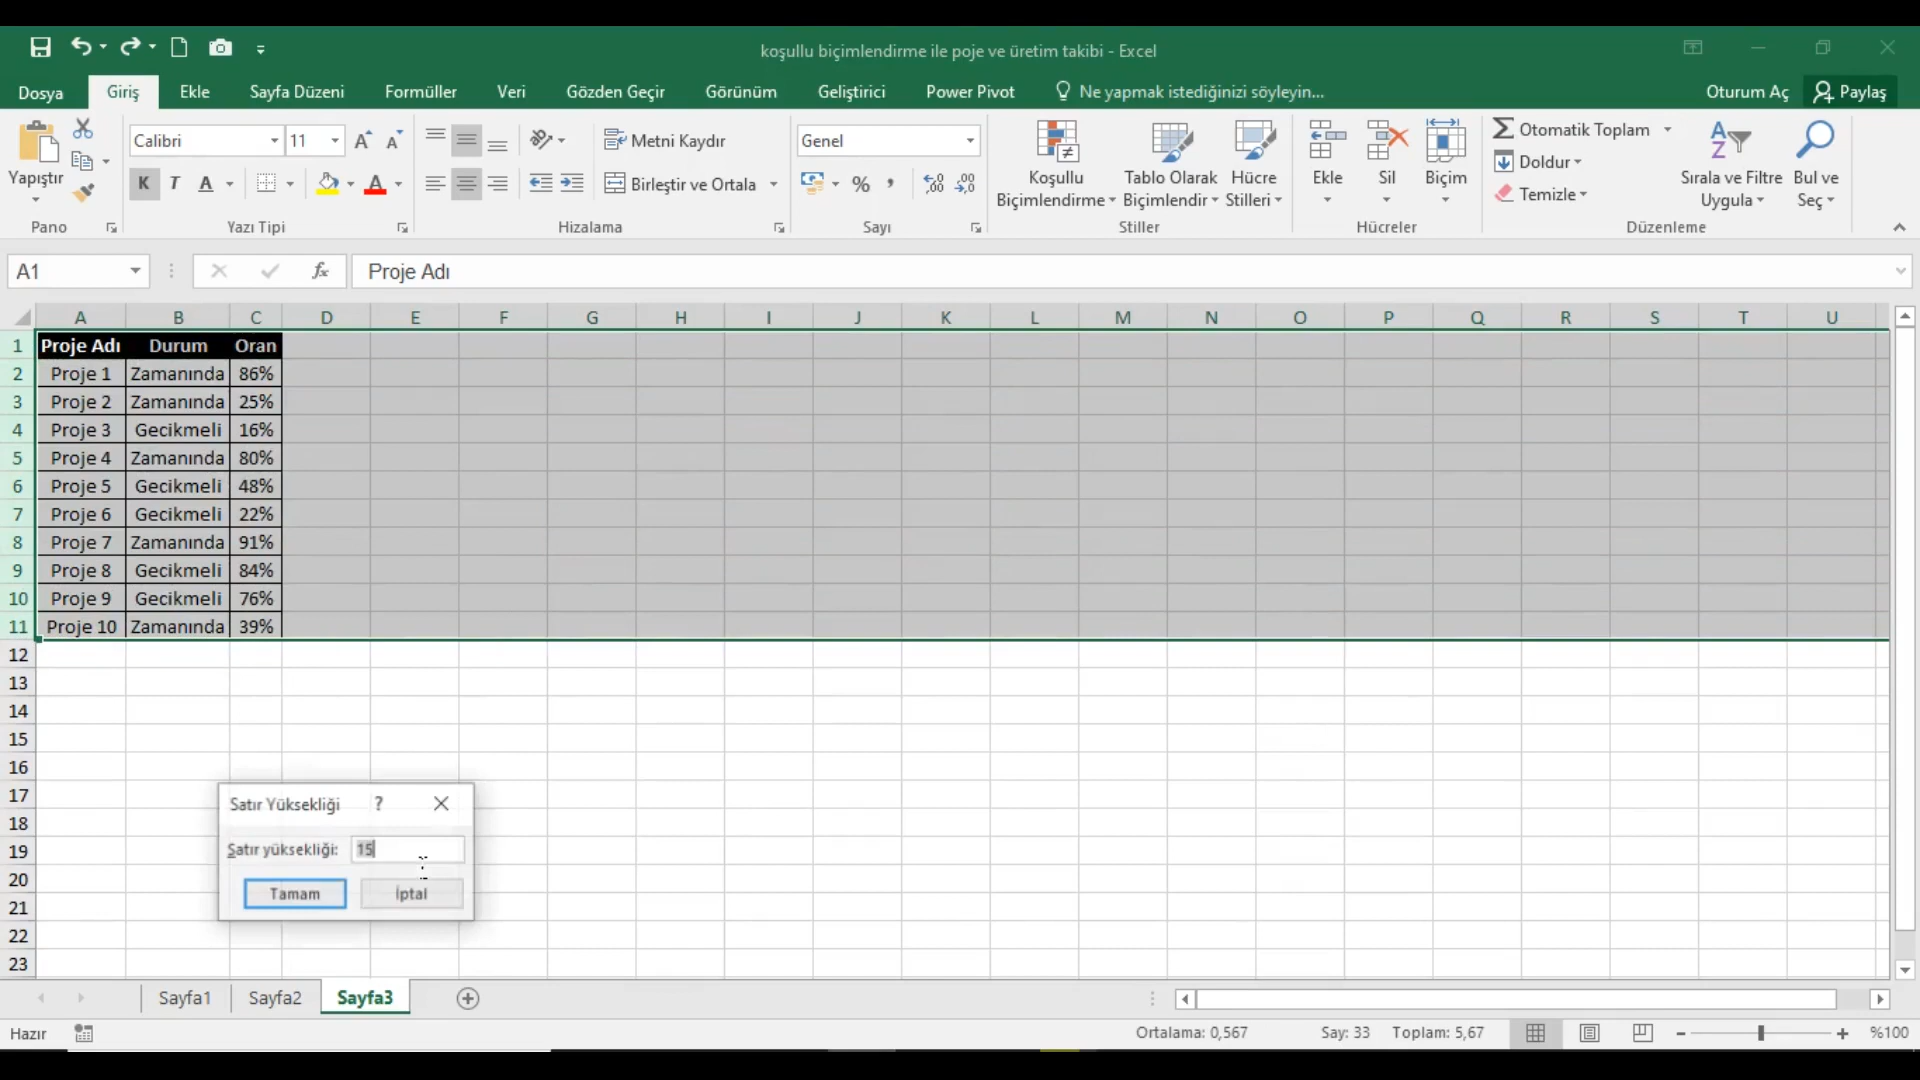 koşullu biçimlendirme ile poje ve üretim takibi - Excel
Dosya Giriş Ekle Sayfa Düzeni Formüller Veri Gözden Geçir Görünüm Geliştirici Power Pivot Ne yapmak istediğinizi söyleyin... Oturum Aç Paylaş
Yapıştır
Pano
Calibri 11
K T A A
Yazı Tipi
Metni Kaydır
Birleştir ve Ortala
Hizalama
Genel
% ,
Sayı
Koşullu Biçimlendirme
Tablo Olarak Biçimlendir
Hücre Stilleri
Stiller
Ekle Sil Biçim
Hücreler
Otomatik Toplam
Doldur
Temizle
Sırala ve Filtre Uygula
Bul ve Seç
Düzenleme
A1 fx Proje Adı
A B C D E F G H I J K L M N O P Q R S T U
1 Proje Adı Durum Oran
2 Proje 1 Zamanında 86%
3 Proje 2 Zamanında 25%
4 Proje 3 Gecikmeli 16%
5 Proje 4 Zamanında 80%
6 Proje 5 Gecikmeli 48%
7 Proje 6 Gecikmeli 22%
8 Proje 7 Zamanında 91%
9 Proje 8 Gecikmeli 84%
10 Proje 9 Gecikmeli 76%
11 Proje 10 Zamanında 39%
12
13
14
15
16
17
18
19
20
21
22
23
Satır Yüksekliği ?
Satır yüksekliği: 15
Tamam İptal
Sayfa1 Sayfa2 Sayfa3
Hazır Ortalama: 0,567 Say: 33 Toplam: 5,67 %100